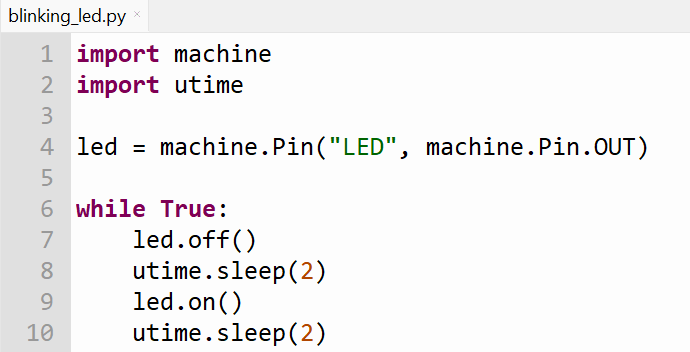 blinking_led.py ×
1 import machine
2 import utime
3
4 led = machine.Pin("LED", machine.Pin.OUT)
5
6 while True:
7     led.off()
8     utime.sleep(2)
9     led.on()
10     utime.sleep(2)